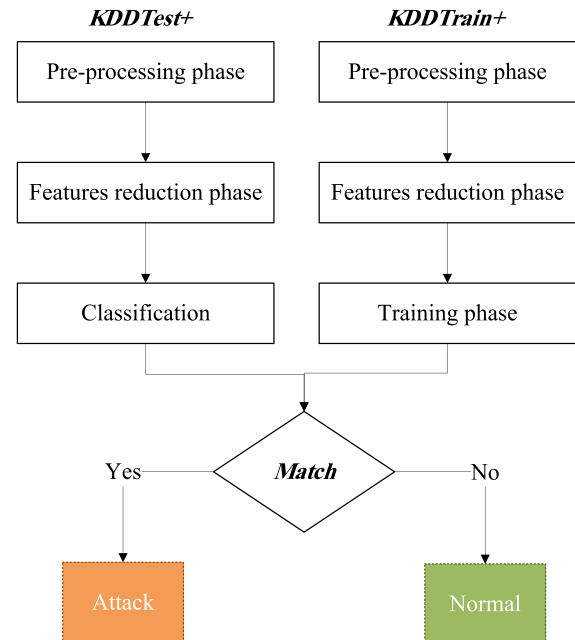 KDDTest+
KDDTrain+
Pre-processing phase
Pre-processing phase
Features reduction phase
Features reduction phase
Classification
Training phase
Match
Yes
No
Attack
Normal